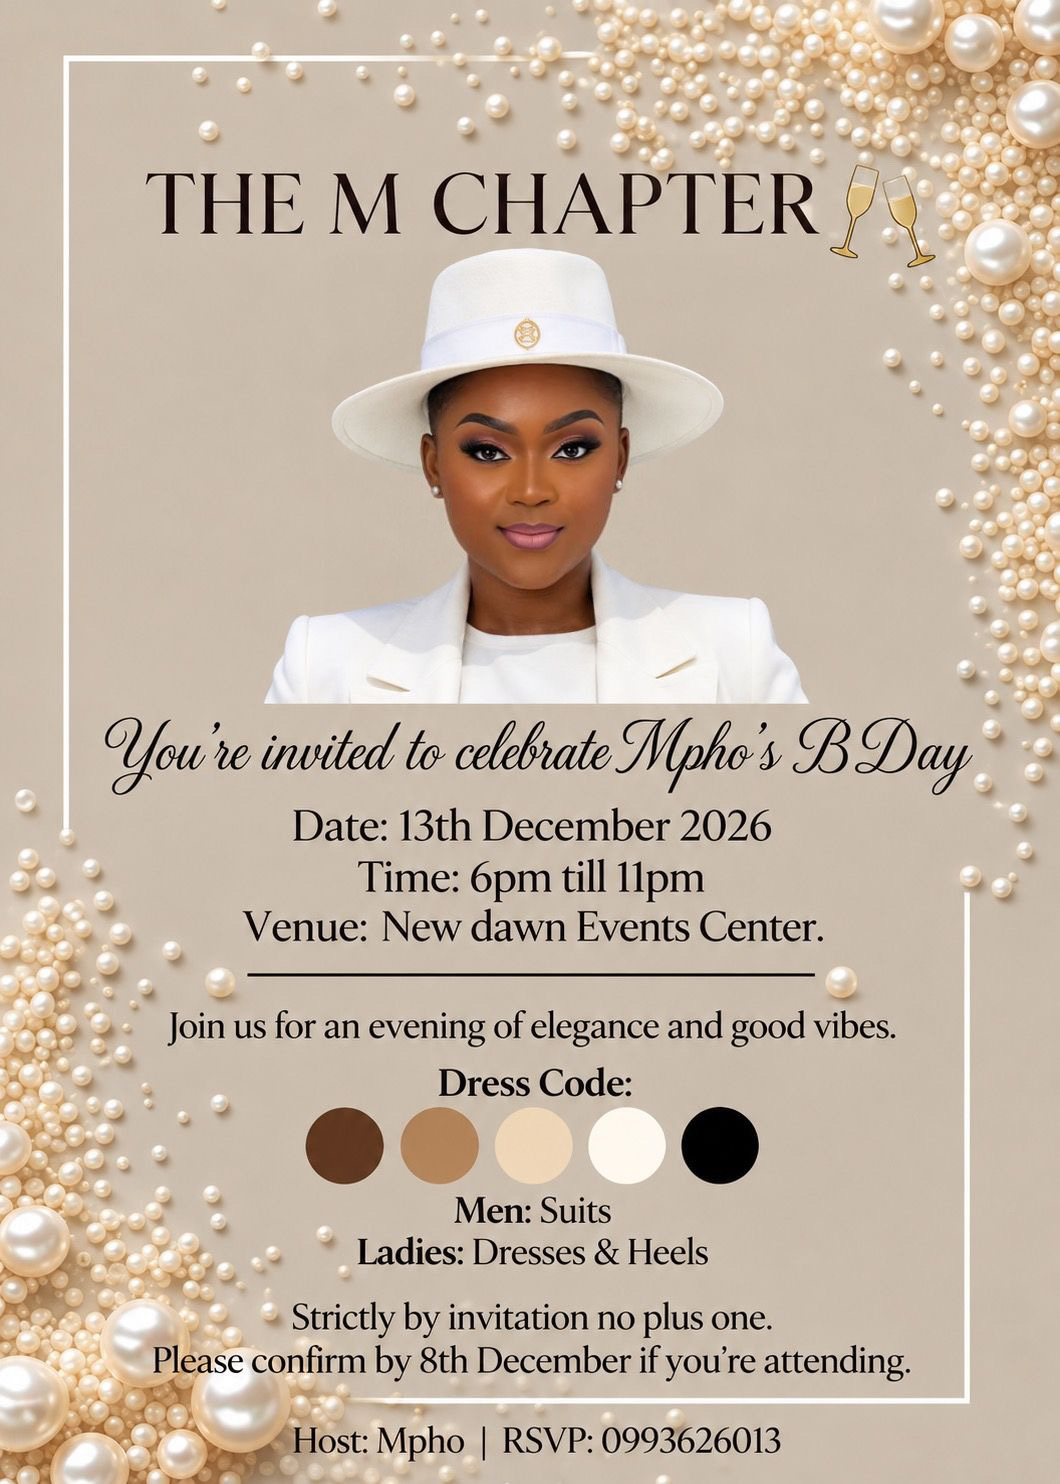 THE M CHAPTER
You're invited to celebrate Mpho's B Day
Date: 13th December 2026
Time: 6pm till 11pm
Venue: New dawn Events Center.
Join us for an evening of elegance and good vibes.
Dress Code:
Men: Suits
Ladies: Dresses & Heels
Strictly by invitation no plus one.
Please confirm by 8th December if you're attending.
Host: Mpho | RSVP: 0993626013